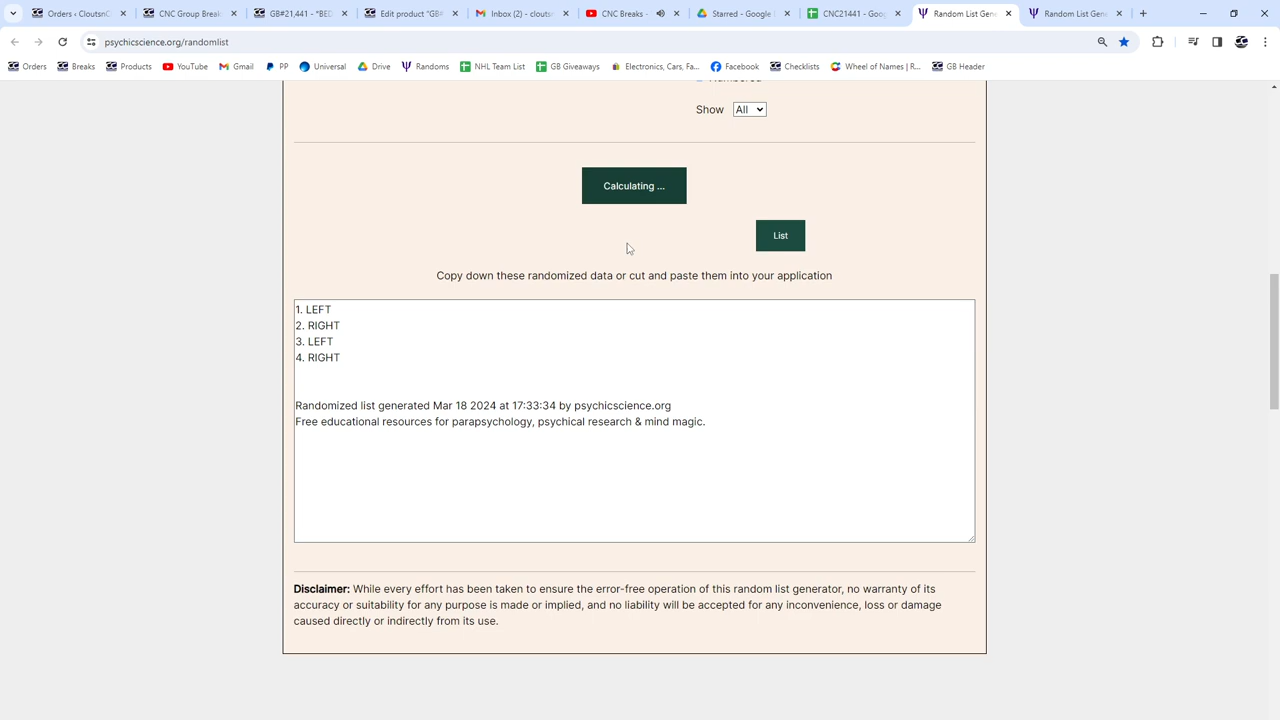 Orders ‹ CloutsnC
CNC Group Break
GB#21,441 - *BED
Edit product "GB
Inbox (2) - clouts
CNC Breaks -
Starred - Google
CNC21441 - Goog
Random List Gene
Random List Gene
psychicscience.org/randomlist
Orders
Breaks
Products
YouTube
Gmail
PP
Universal
Drive
Randoms
NHL Team List
GB Giveaways
Electronics, Cars, Fa...
Facebook
Checklists
Wheel of Names | R...
GB Header
Numbered
Show All
Calculating ...
List
Copy down these randomized data or cut and paste them into your application
1. LEFT
2. RIGHT
3. LEFT
4. RIGHT
Randomized list generated Mar 18 2024 at 17:33:34 by psychicscience.org
Free educational resources for parapsychology, psychical research & mind magic.
Disclaimer: While every effort has been taken to ensure the error-free operation of this random list generator, no warranty of its
accuracy or suitability for any purpose is made or implied, and no liability will be accepted for any inconvenience, loss or damage
caused directly or indirectly from its use.